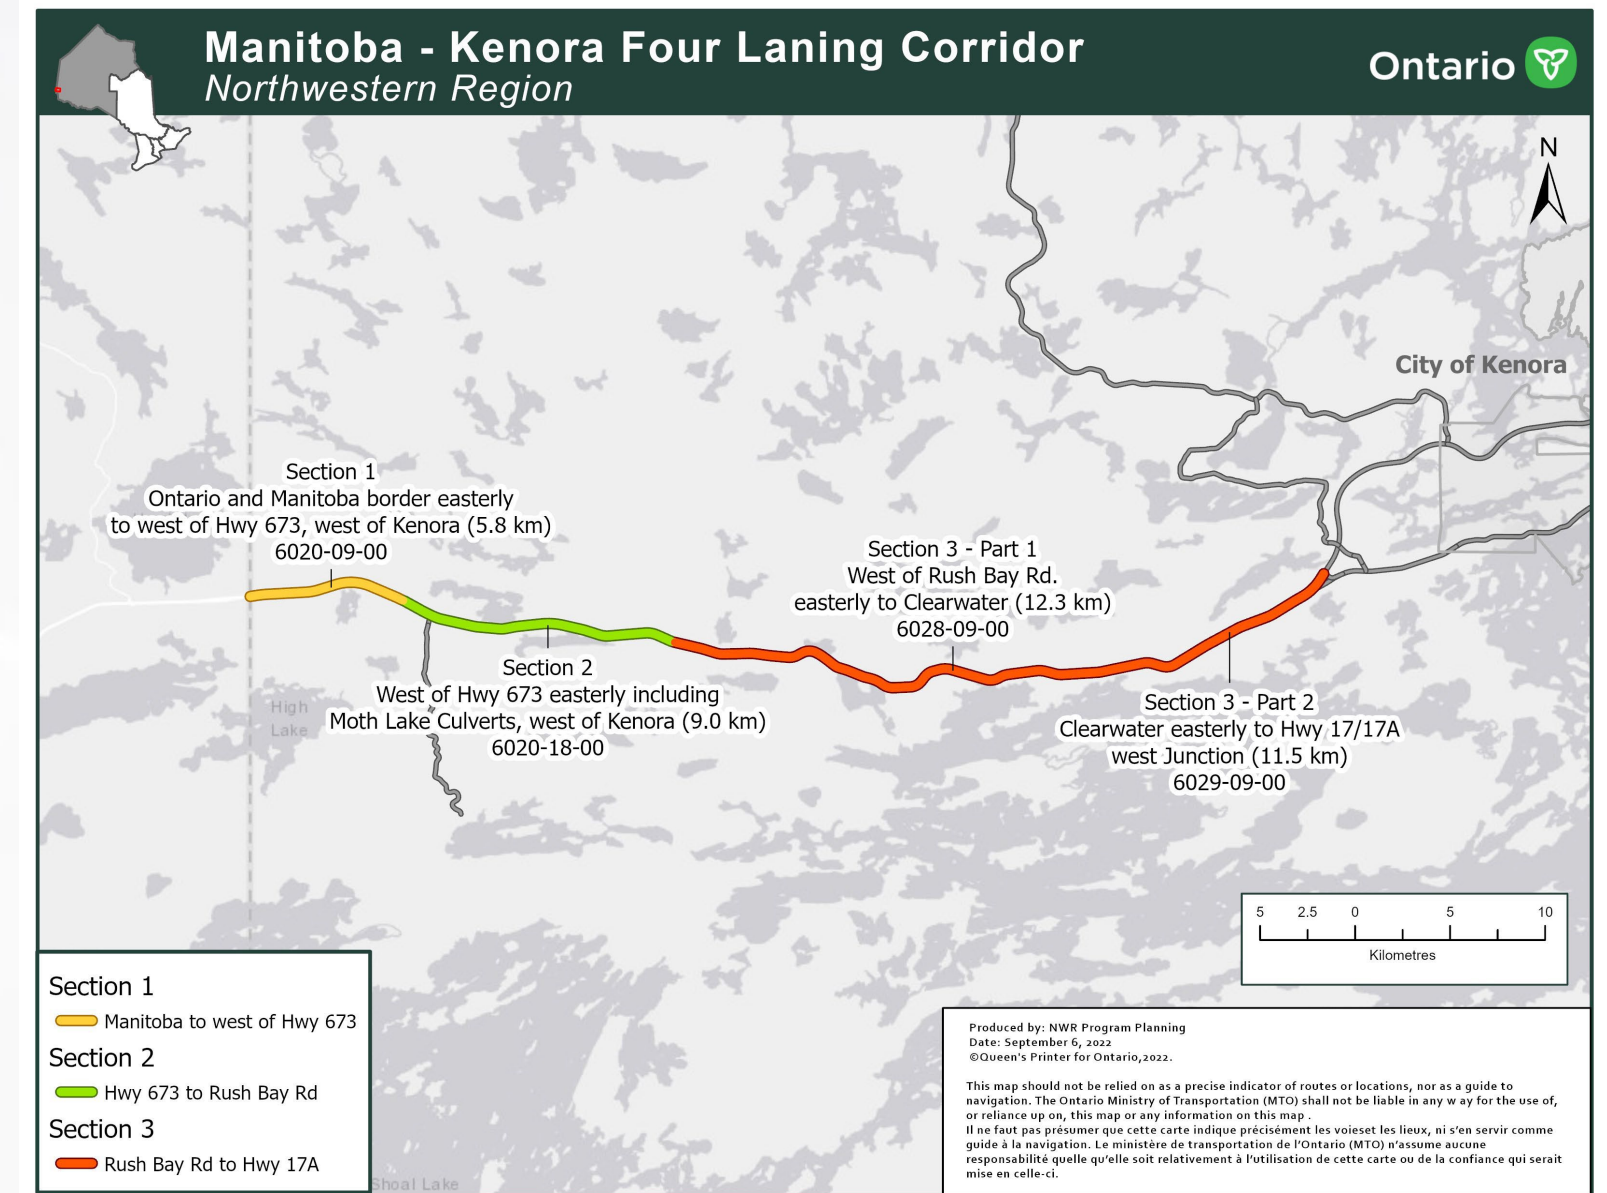 Manitoba - Kenora Four Laning Corridor
Northwestern Region
Ontario
N
City of Kenora
Section 1
Ontario and Manitoba border easterly
to west of Hwy 673, west of Kenora (5.8 km)
6020-09-00
Section 3 - Part 1
West of Rush Bay Rd.
easterly to Clearwater (12.3 km)
6028-09-00
Section 2
West of Hwy 673 easterly including
Moth Lake Culverts, west of Kenora (9.0 km)
6020-18-00
High
Lake
Section 3 - Part 2
Clearwater easterly to Hwy 17/17A
west Junction (11.5 km)
6029-09-00
5 2.5 0 5 10
Kilometres
Section 1
Manitoba to west of Hwy 673
Section 2
Hwy 673 to Rush Bay Rd
Section 3
Rush Bay Rd to Hwy 17A
Shoal Lake
Produced by: NWR Program Planning
Date: September 6, 2022
©Queen's Printer for Ontario,2022.
This map should not be relied on as a precise indicator of routes or locations, nor as a guide to
navigation. The Ontario Ministry of Transportation (MTO) shall not be liable in any w ay for the use of,
or reliance up on, this map or any information on this map .
Il ne faut pas présumer que cette carte indique précisément les voieset les lieux, ni s'en servir comme
guide à la navigation. Le ministère de transportation de l'Ontario (MTO) n'assume aucune
responsabilité quelle qu'elle soit relativement à l'utilisation de cette carte ou de la confiance qui serait
mise en celle-ci.